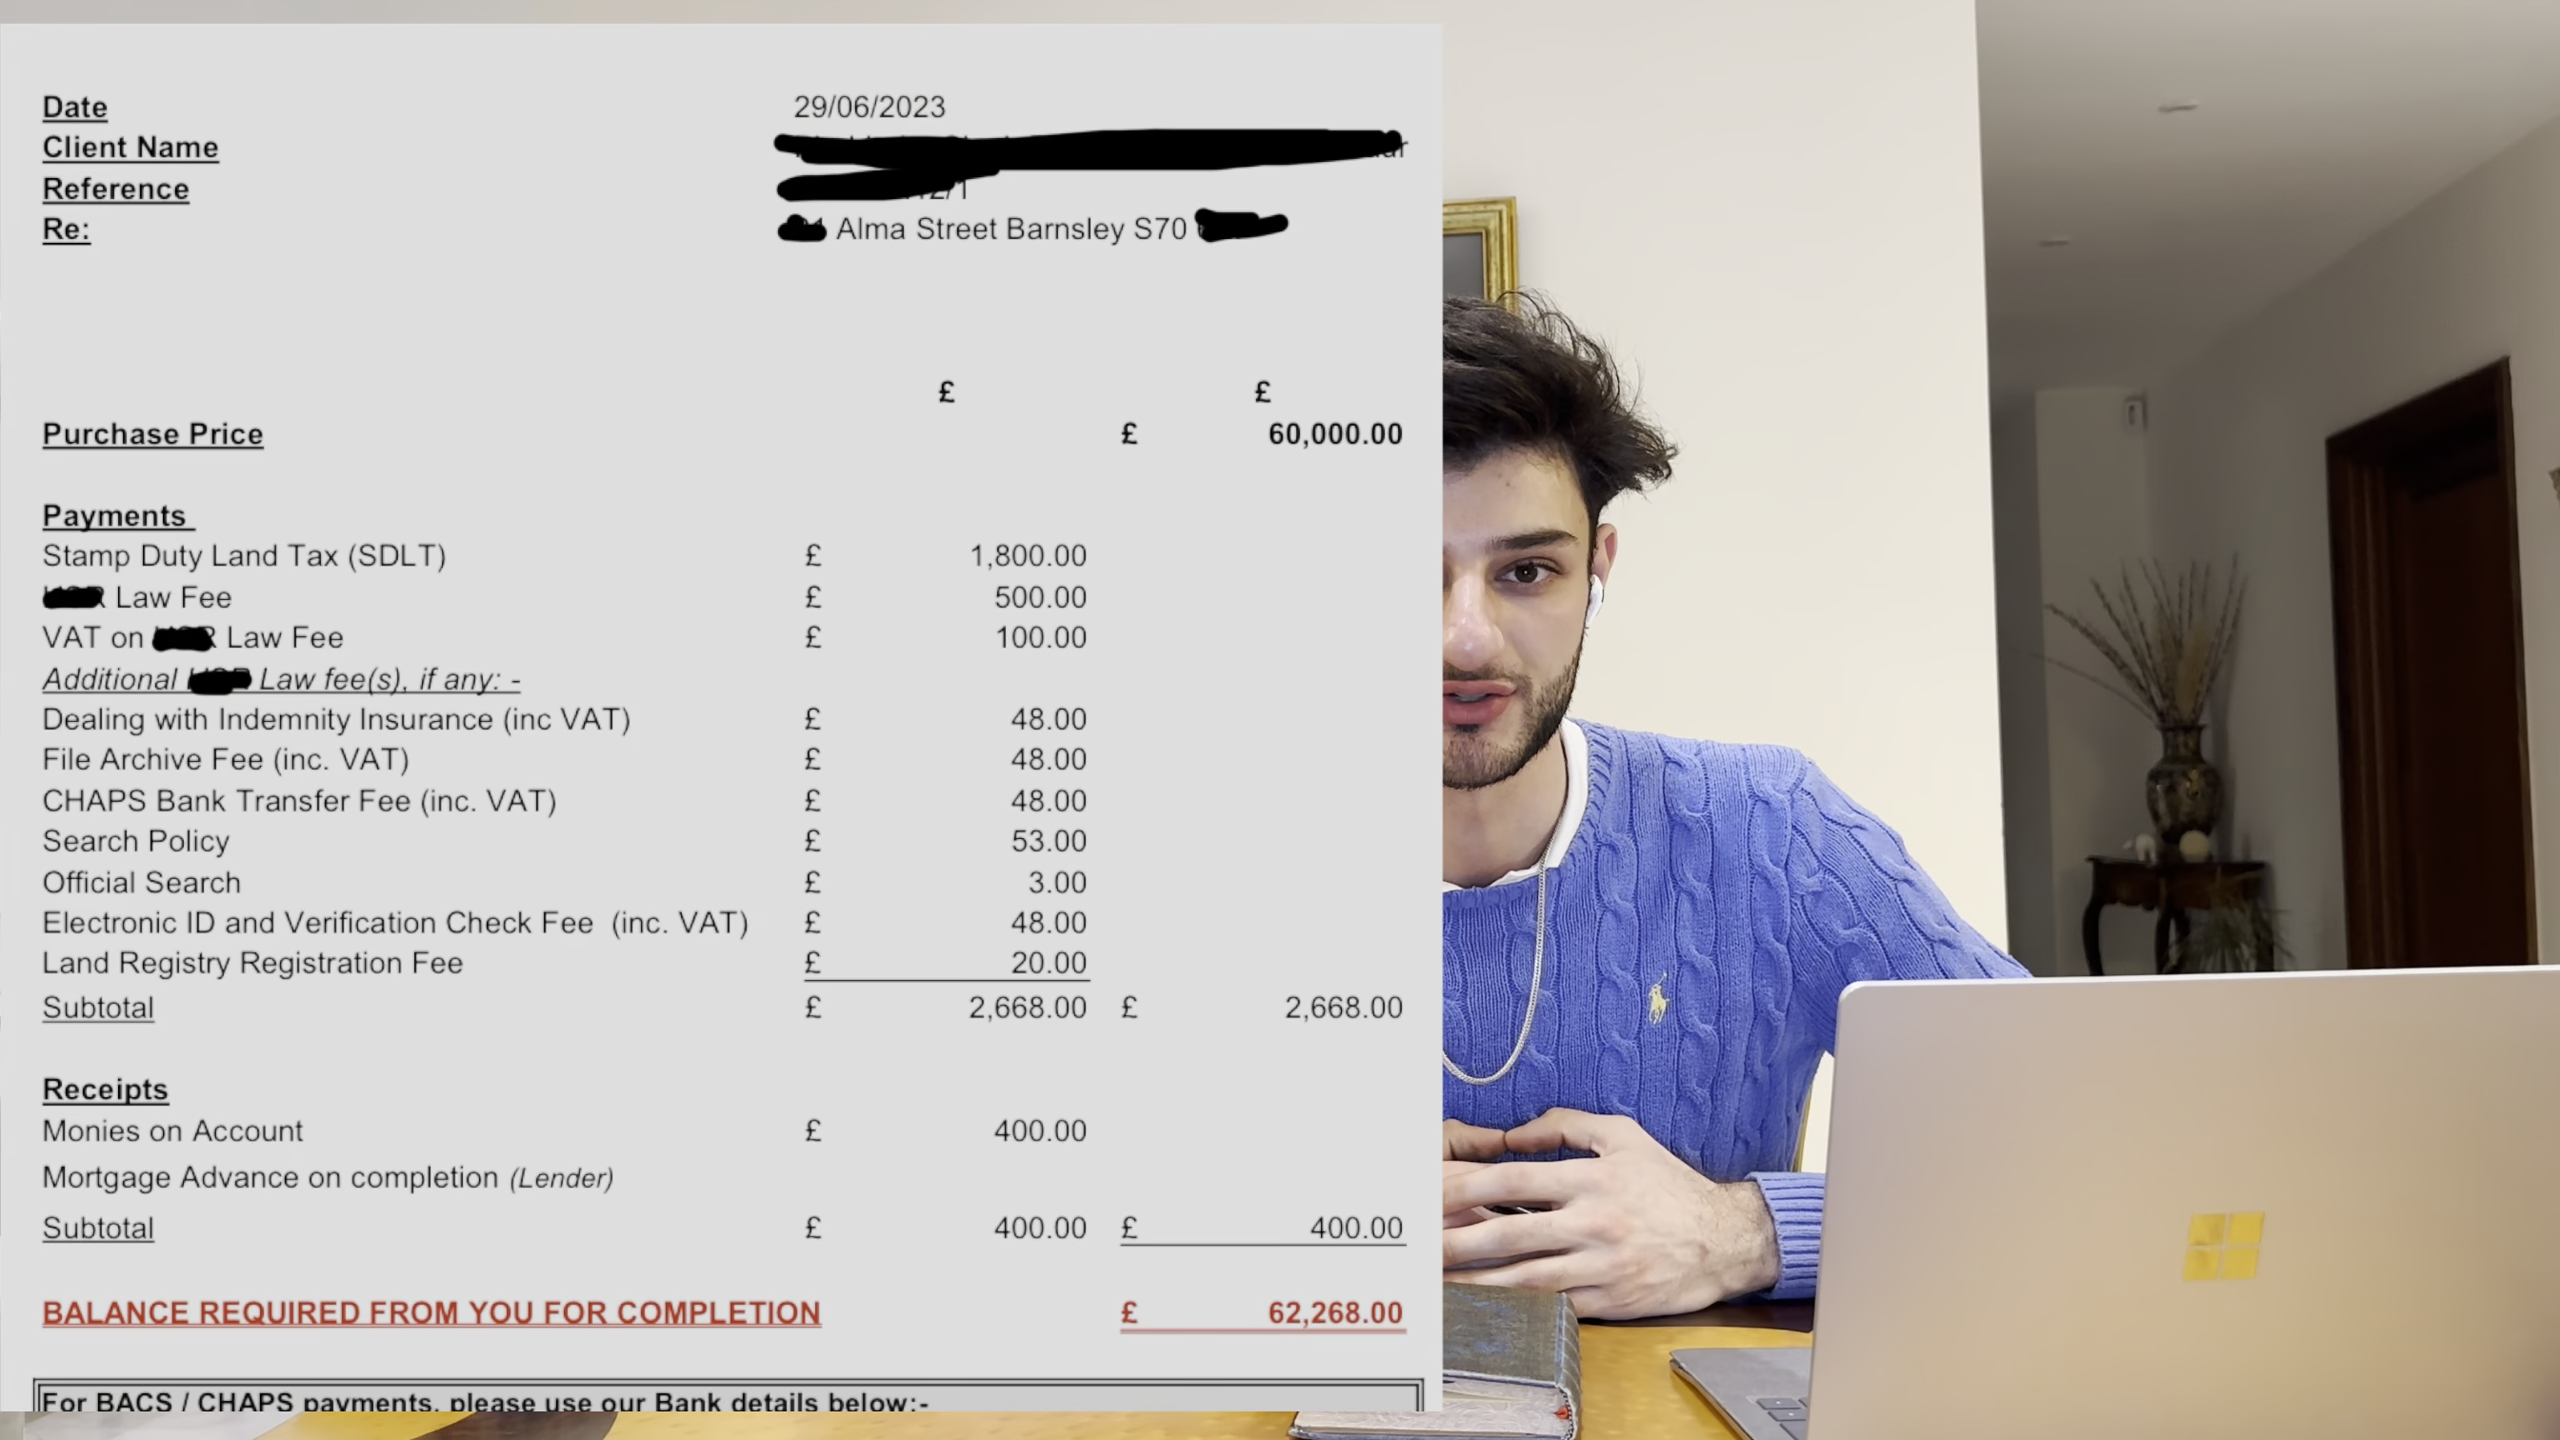 Date 29/06/2023
Client Name
Reference /1
Re: Alma Street Barnsley S70
£ £
Purchase Price £ 60,000.00
Payments
Stamp Duty Land Tax (SDLT) £ 1,800.00
Law Fee £ 500.00
VAT on Law Fee £ 100.00
Additional Law fee(s), if any: -
Dealing with Indemnity Insurance (inc VAT) £ 48.00
File Archive Fee (inc. VAT) £ 48.00
CHAPS Bank Transfer Fee (inc. VAT) £ 48.00
Search Policy £ 53.00
Official Search £ 3.00
Electronic ID and Verification Check Fee (inc. VAT) £ 48.00
Land Registry Registration Fee £ 20.00
Subtotal £ 2,668.00 £ 2,668.00
Receipts
Monies on Account £ 400.00
Mortgage Advance on completion (Lender)
Subtotal £ 400.00 £ 400.00
BALANCE REQUIRED FROM YOU FOR COMPLETION £ 62,268.00
For BACS / CHAPS payments, please use our Bank details below:-